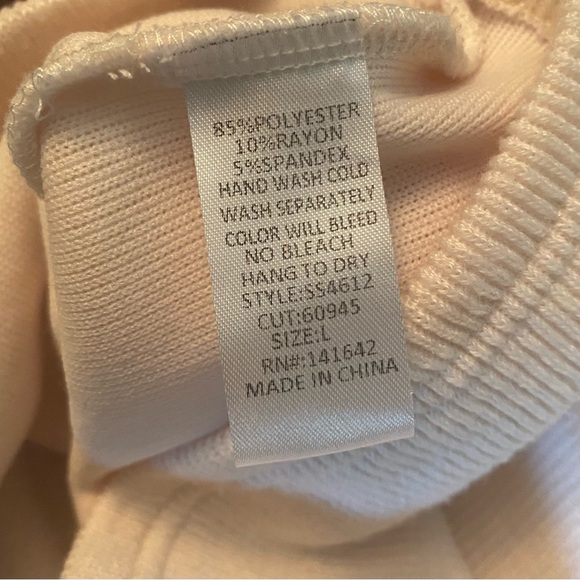 85%POLYESTER
10%RAYON
5%SPANDEX
HAND WASH COLD
WASH SEPARATELY
COLOR WILL BLEED
NO BLEACH
HANG TO DRY
STYLE:SS4612
CUT:60945
SIZE:L
RN#:141642
MADE IN CHINA